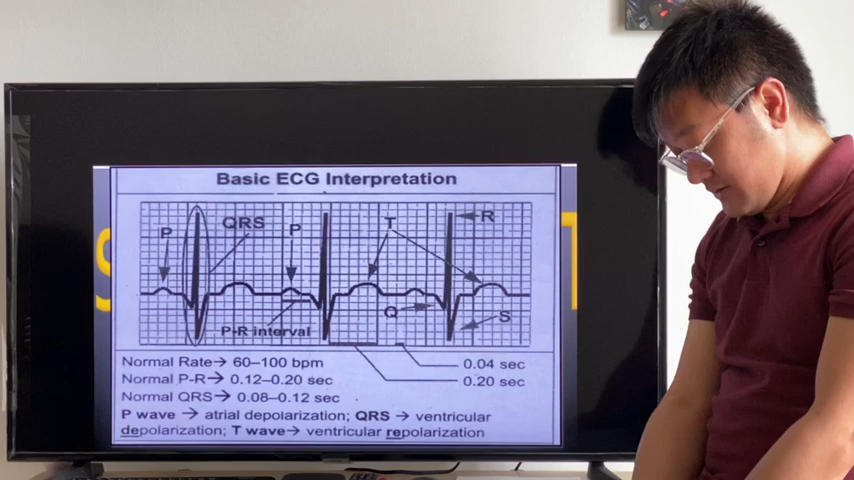 Basic ECG Interpretation
P
QRS
P
T
R
Q
S
P-R interval
Normal Rate→ 60–100 bpm
0.04 sec
Normal P-R→ 0.12–0.20 sec
0.20 sec
Normal QRS→ 0.08–0.12 sec
P wave → atrial depolarization; QRS → ventricular
depolarization; T wave→ ventricular repolarization